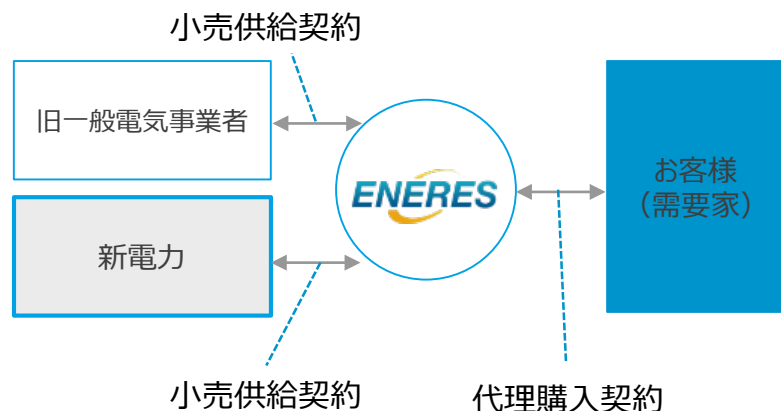 小売供給契約
旧一般電気事業者
ENERES
お客様
（需要家）
新電力
小売供給契約
代理購入契約